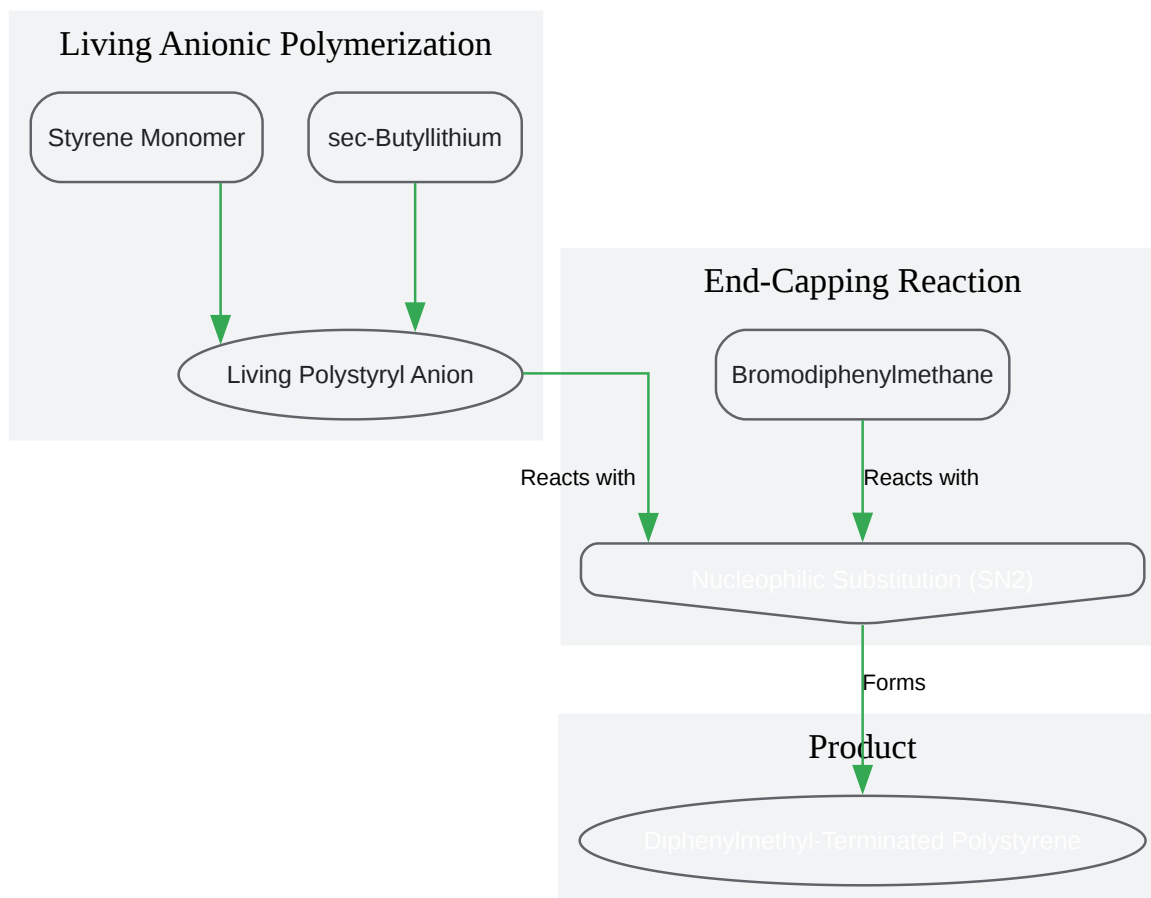 Living Anionic Polymerization
Styrene Monomer
sec-Butyllithium
Living Polystyryl Anion
End-Capping Reaction
Bromodiphenylmethane
Reacts with
Reacts with
Nucleophilic Substitution (SN2)
Forms
Product
Diphenylmethyl-Terminated Polystyrene